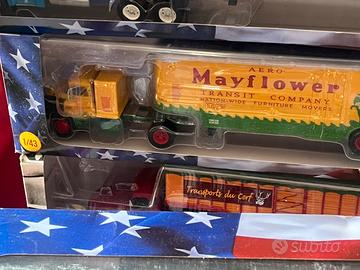 AERO
Mayflower
TRANSIT COMPANY
NATION-WIDE FURNITURE MOVERS
1/43
Transports du Cerf
subito